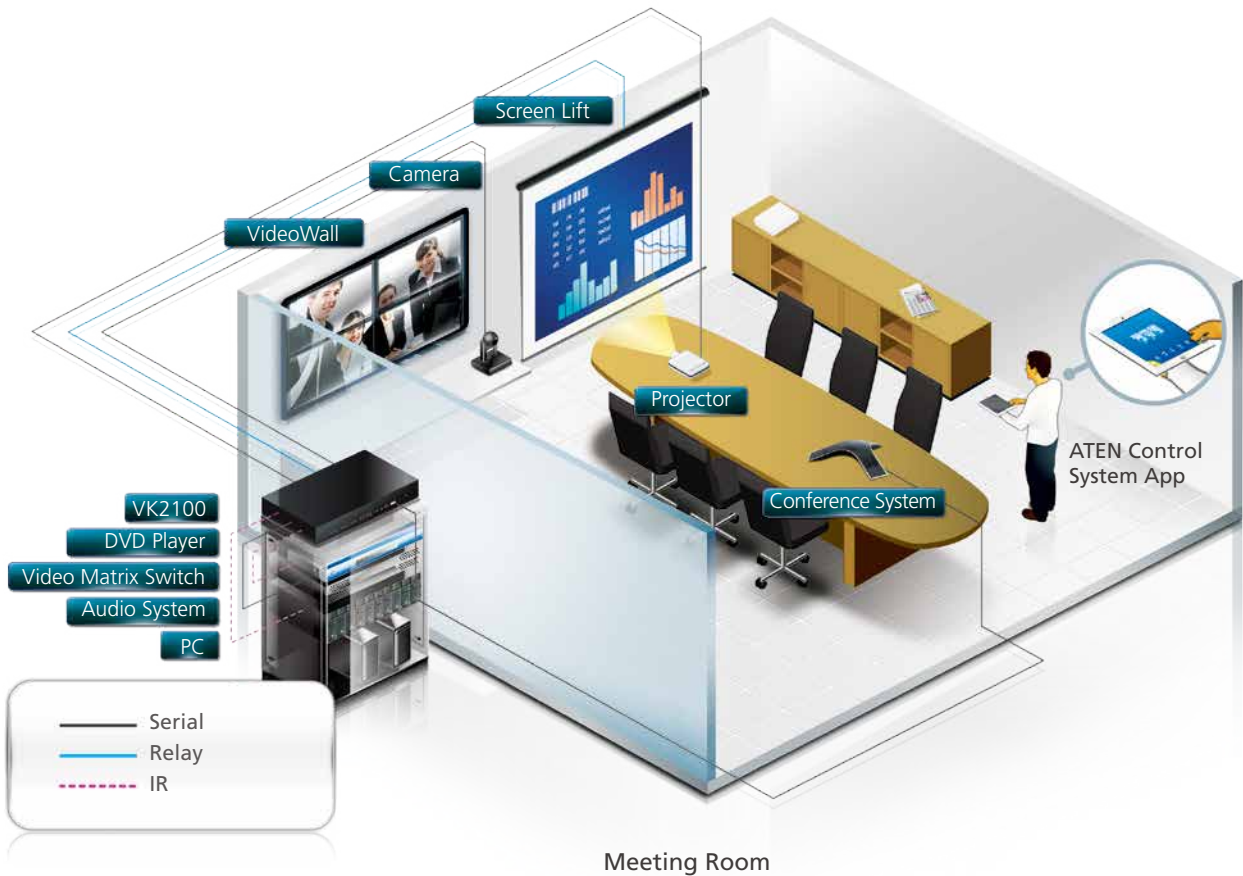 Screen Lift
Camera
VideoWall
Projector
Conference System
ATEN Control
System App
VK2100
DVD Player
Video Matrix Switch
Audio System
PC
Serial
Relay
IR
Meeting Room